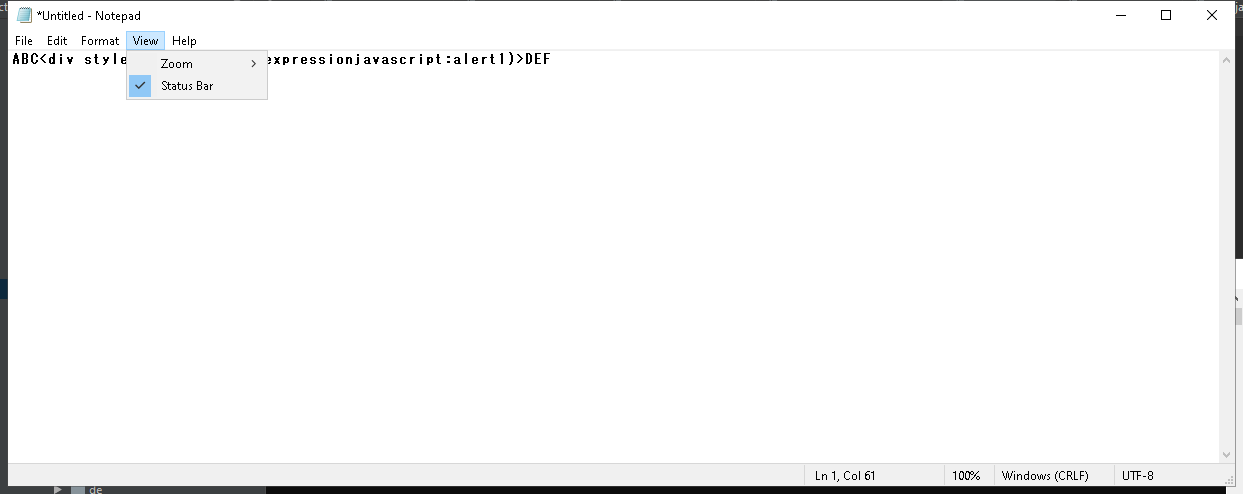 *Untitled - Notepad
File Edit Format View Help
ABC<div style expressionjavascript:alert1)>DEF
Zoom
Status Bar
Ln 1, Col 61 100% Windows (CRLF) UTF-8
de